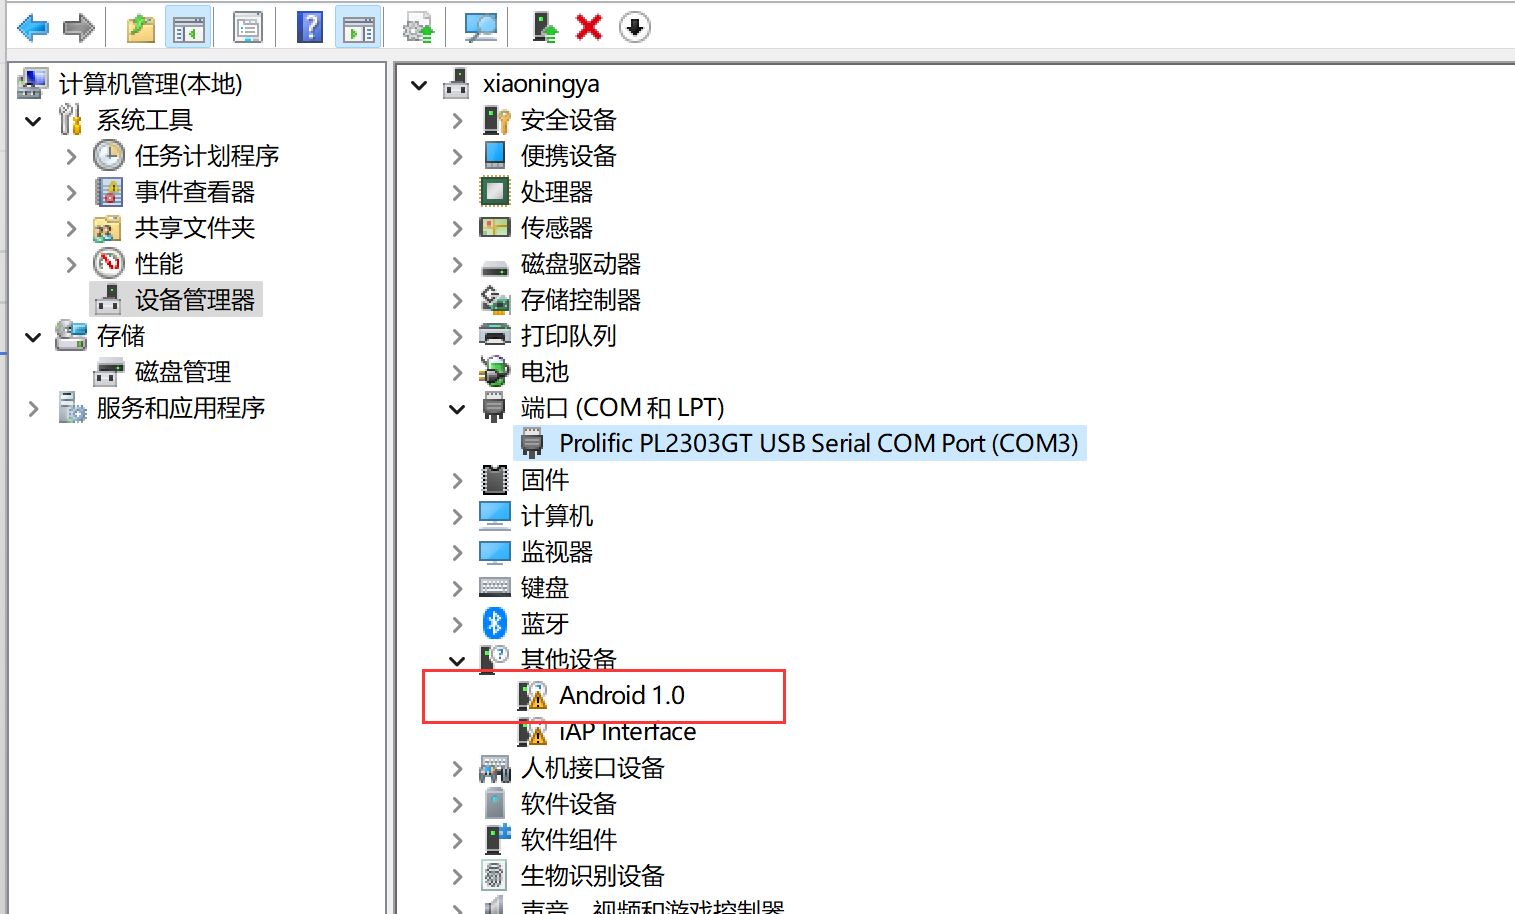 计算机管理(本地)
系统工具
任务计划程序
事件查看器
共享文件夹
性能
设备管理器
存储
磁盘管理
服务和应用程序
xiaoningya
安全设备
便携设备
处理器
传感器
磁盘驱动器
存储控制器
打印队列
电池
端口 (COM 和 LPT)
Prolific PL2303GT USB Serial COM Port (COM3)
固件
计算机
监视器
键盘
蓝牙
其他设备
Android 1.0
iAP Interface
人机接口设备
软件设备
软件组件
生物识别设备
声音、视频和游戏控制器